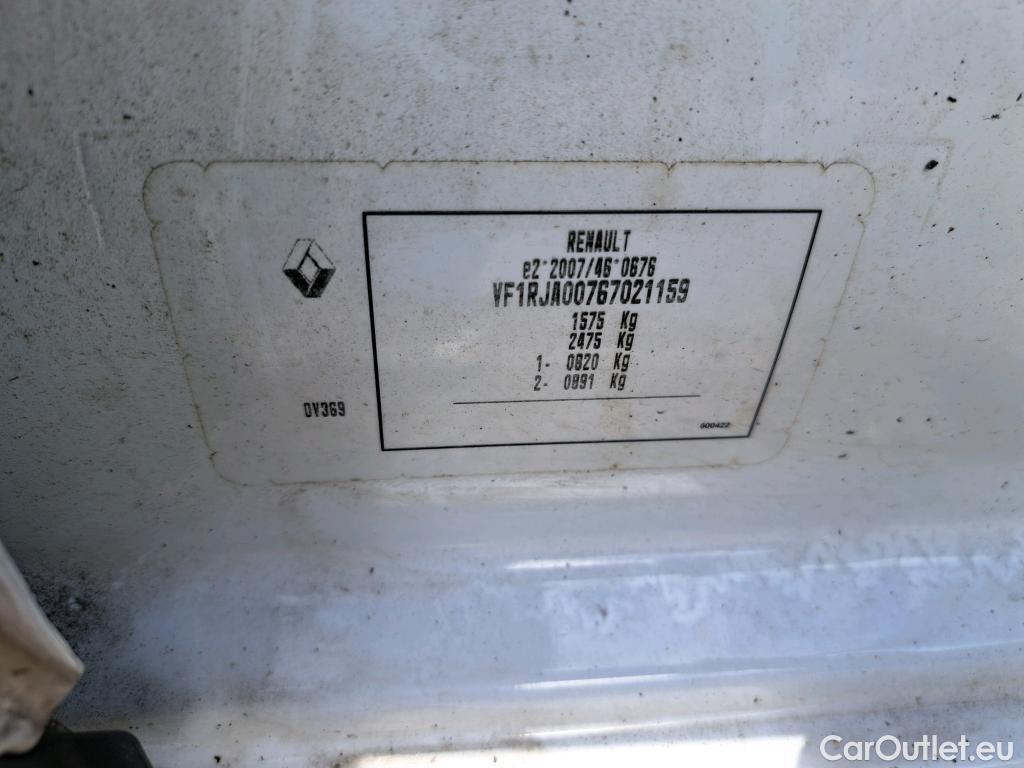 RENAULT
e2*2007/46*0676
VF1RJA00767021159
1575 Kg
2475 Kg
1- 0820 Kg
2- 0891 Kg
0V369
600422
CarOutlet.eu